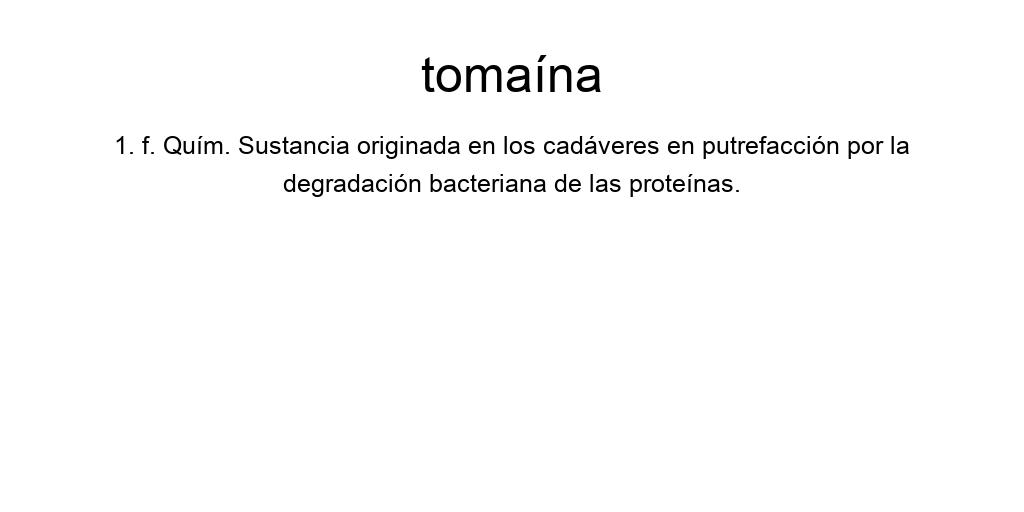 tomaína
1. f. Quím. Sustancia originada en los cadáveres en putrefacción por la
degradación bacteriana de las proteínas.